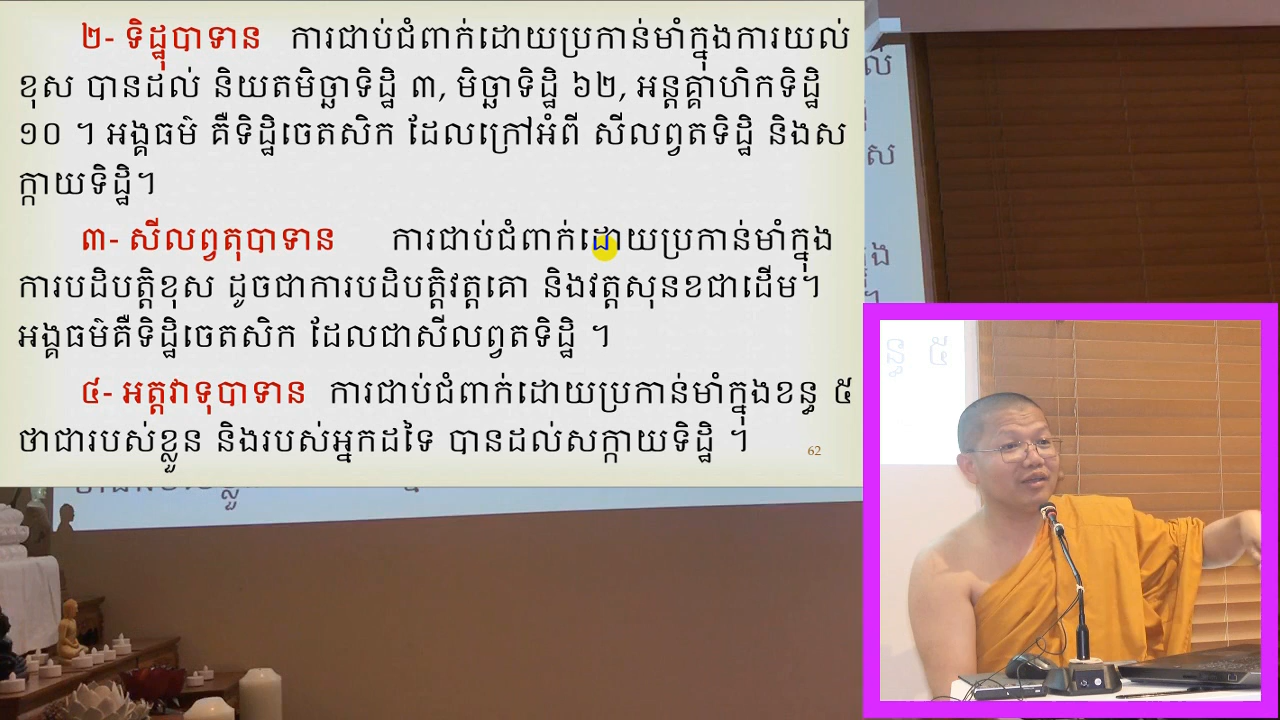 ២- ទិដ្ឋុបាទាន ការជាប់ជំពាក់ដោយប្រកាន់មាំក្នុងការយល់
ខុស បានដល់ និយតមិច្ឆាទិដ្ឋិ ៣, មិច្ឆាទិដ្ឋិ ៦២, អន្តគ្គាហិកទិដ្ឋិ
១០ ។ អង្គធម៌ គឺទិដ្ឋិចេតសិក ដែលក្រៅអំពី សីលព្វតទិដ្ឋិ និងស
ក្កាយទិដ្ឋិ។
៣- សីលព្វតុបាទាន ការជាប់ជំពាក់ដោយប្រកាន់មាំក្នុង
ការបដិបត្តិខុស ដូចជាការបដិបត្តិវត្តគោ និងវត្តសុនខជាដើម។
អង្គធម៌គឺទិដ្ឋិចេតសិក ដែលជាសីលព្វតទិដ្ឋិ ។
៤- អត្តវាទុបាទាន ការជាប់ជំពាក់ដោយប្រកាន់មាំក្នុងខន្ធ ៥
ថាជារបស់ខ្លួន និងរបស់អ្នកដទៃ បានដល់សក្កាយទិដ្ឋិ ។
62